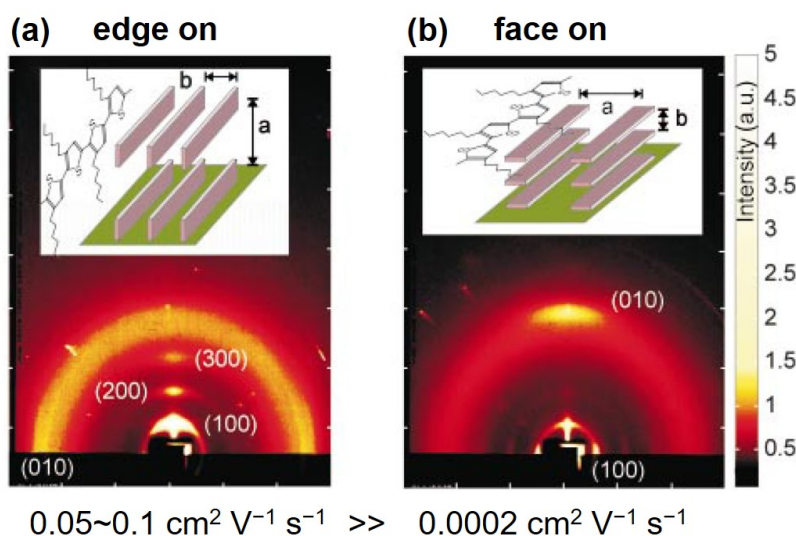 (a) edge on
(b) face on
b
a
a
b
(300)
(200)
(100)
(010)
(010)
(100)
5
4.5
4
3.5
3
2.5
2
1.5
1
0.5
Intensity (a.u.)
0.05~0.1 cm² V⁻¹ s⁻¹ >> 0.0002 cm² V⁻¹ s⁻¹